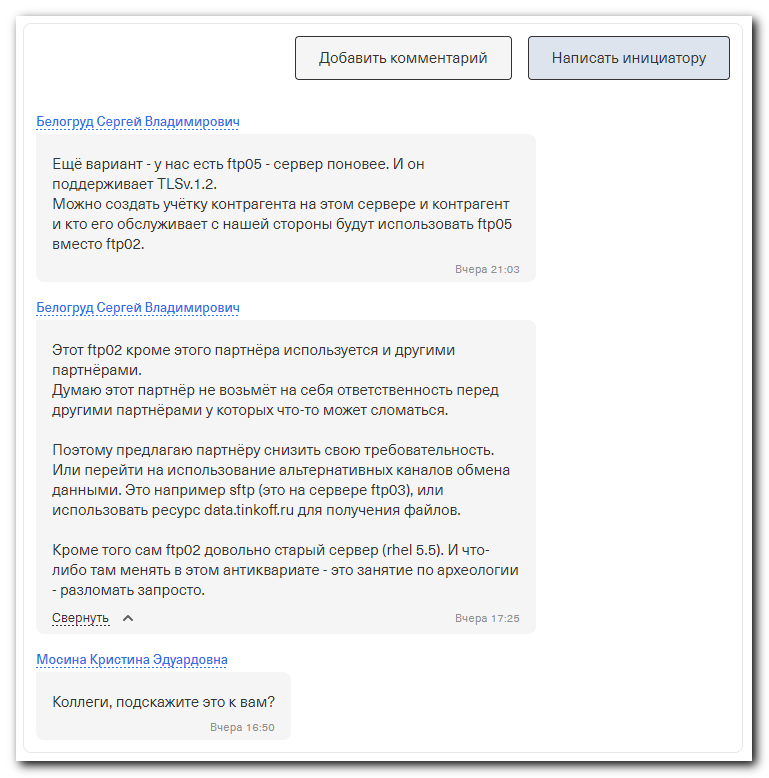 Добавить комментарий
Написать инициатору
Белогруд Сергей Владимирович
Ещё вариант - у нас есть ftp05 - сервер поновее. И он
поддерживает TLSv.1.2.
Можно создать учётку контрагента на этом сервере и контрагент
и кто его обслуживает с нашей стороны будут использовать ftp05
вместо ftp02.
Вчера 21:03
Белогруд Сергей Владимирович
Этот ftp02 кроме этого партнёра используется и другими
партнёрами.
Думаю этот партнёр не возьмёт на себя ответственность перед
другими партнёрами у которых что-то может сломаться.
Поэтому предлагаю партнёру снизить свою требовательность.
Или перейти на использование альтернативных каналов обмена
данными. Это например sftp (это на сервере ftp03), или
использовать ресурс data.tinkoff.ru для получения файлов.
Кроме того сам ftp02 довольно старый сервер (rhel 5.5). И что-
либо там менять в этом антиквариате - это занятие по археологии
- разломать запросто.
Свернуть
Вчера 17:25
Мосина Кристина Эдуардовна
Коллеги, подскажите это к вам?
Вчера 16:50